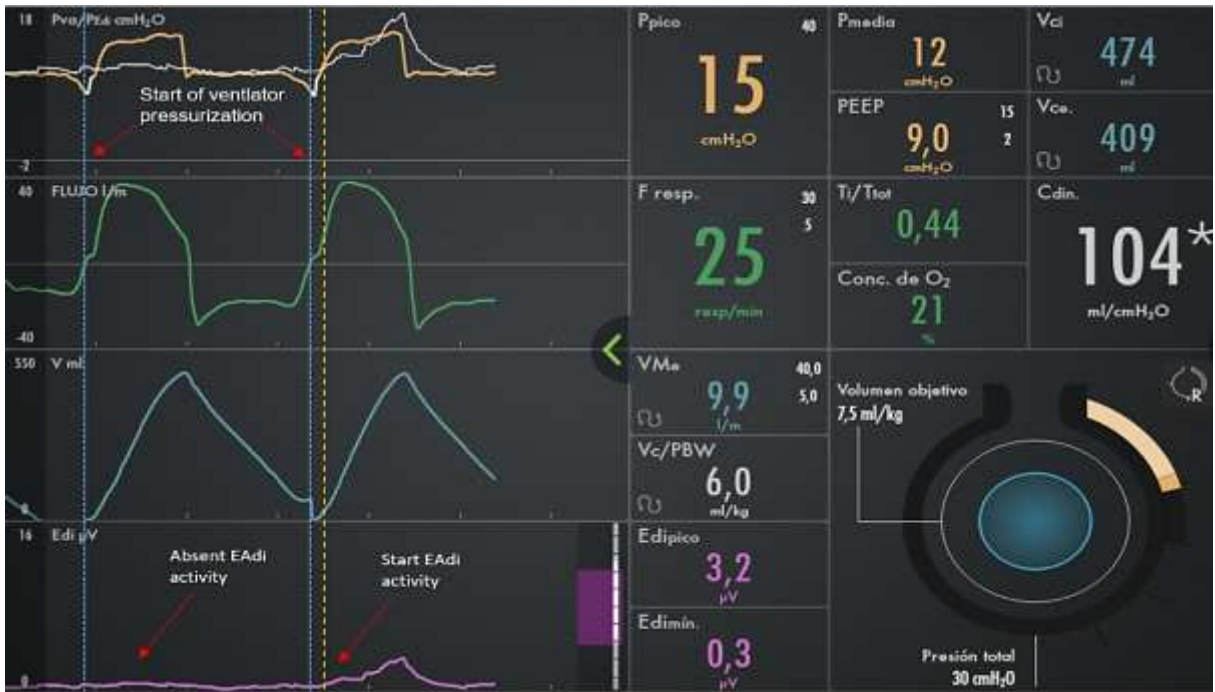 18 Pva/PEdi cmH₂O
Start of ventilator
pressurization
-2
40 FLUJO l/m
-40
550 V ml
0
16 Edi µV
Absent EAdi
activity
Start EAdi
activity
0
Ppico 40
15
cmH₂O
Pmedia
12
cmH₂O
Vci
474
ml
PEEP 15
9,0 2
cmH₂O
Vce.
409
ml
F resp. 30
5
25
resp/min
Ti/Ttot
0,44
Conc. de O₂
21
%
Cdin.
104*
ml/cmH₂O
VMe 40,0
9,9 5,0
l/m
Vc/PBW
6,0
ml/kg
Edipico
3,2
µV
Edimín.
0,3
µV
Volumen objetivo
7,5 ml/kg
R
Presión total
30 cmH₂O